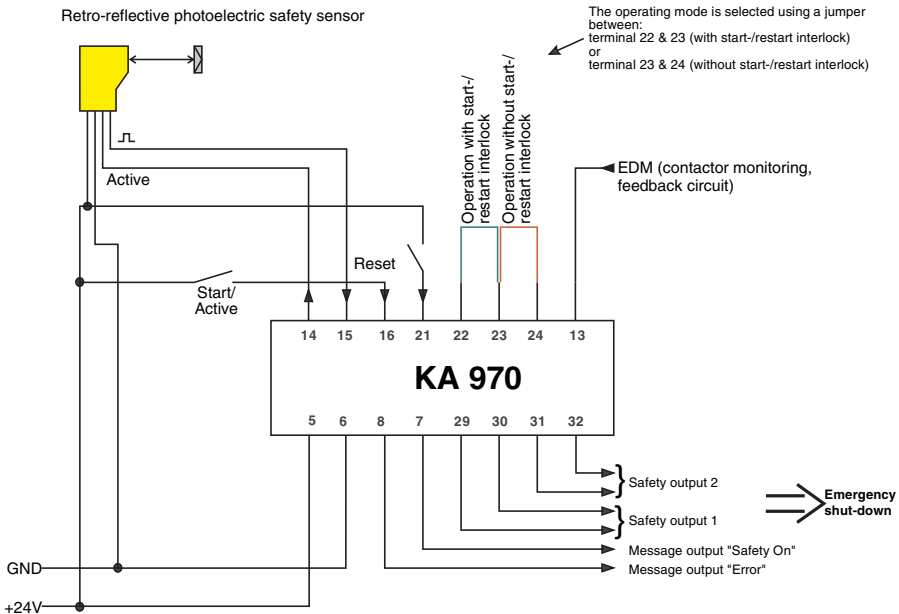 Retro-reflective photoelectric safety sensor
The operating mode is selected using a jumper
between:
terminal 22 & 23 (with start-/restart interlock)
or
terminal 23 & 24 (without start-/restart interlock)
Operation with start-/
restart interlock
Operation without start-/
restart interlock
Active
EDM (contactor monitoring,
feedback circuit)
Reset
Start/
Active
14 15 16 21 22 23 24 13
KA 970
5 6 8 7 29 30 31 32
Safety output 2
Safety output 1
Emergency
shut-down
Message output "Safety On"
Message output "Error"
GND
+24V